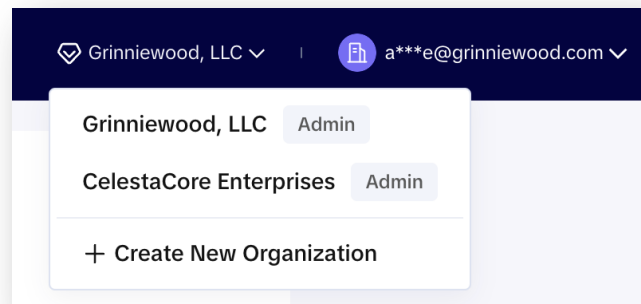 Grinniewood, LLC a***e@grinniewood.com
Grinniewood, LLC Admin
CelestaCore Enterprises Admin
+ Create New Organization